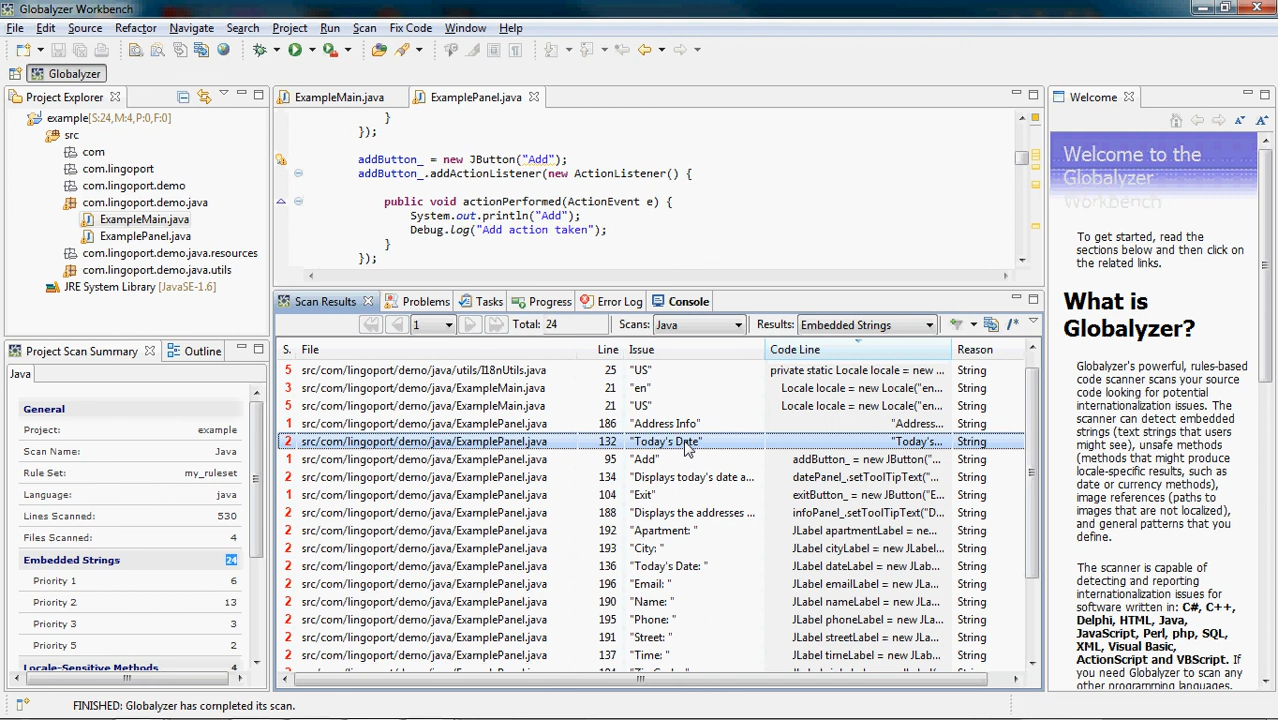 Globalyzer Workbench
File Edit Source Refactor Navigate Search Project Run Scan Fix Code Window Help
Globalyzer
Project Explorer
example[S:24,M:4,P:0,F:0]
src
com
com.lingoport
com.lingoport.demo
com.lingoport.demo.java
ExampleMain.java
ExamplePanel.java
com.lingoport.demo.java.resources
com.lingoport.demo.java.utils
JRE System Library [JavaSE-1.6]
Project Scan Summary Outline
Java
General
Project: example
Scan Name: Java
Rule Set: my_ruleset
Language: java
Lines Scanned: 530
Files Scanned: 4
Embedded Strings 24
Priority 1 6
Priority 2 13
Priority 3 3
Priority 5 2
Locale-Sensitive Methods 4
ExampleMain.java ExamplePanel.java
}
});
addButton_ = new JButton("Add");
addButton_.addActionListener(new ActionListener() {
public void actionPerformed(ActionEvent e) {
System.out.println("Add");
Debug.log("Add action taken");
}
});
Scan Results Problems Tasks Progress Error Log Console
1 Total: 24 Scans: Java Results: Embedded Strings
S. File Line Issue Code Line Reason
5 src/com/lingoport/demo/java/utils/I18nUtils.java 25 "US" private static Locale locale = new ... String
3 src/com/lingoport/demo/java/ExampleMain.java 21 "en" Locale locale = new Locale("en... String
5 src/com/lingoport/demo/java/ExampleMain.java 21 "US" Locale locale = new Locale("en... String
1 src/com/lingoport/demo/java/ExamplePanel.java 186 "Address Info" "Address... String
2 src/com/lingoport/demo/java/ExamplePanel.java 132 "Today's Date" "Today's... String
1 src/com/lingoport/demo/java/ExamplePanel.java 95 "Add" addButton_ = new JButton("... String
2 src/com/lingoport/demo/java/ExamplePanel.java 134 "Displays today's date a... datePanel_.setToolTipText("... String
1 src/com/lingoport/demo/java/ExamplePanel.java 104 "Exit" exitButton_ = new JButton("E... String
2 src/com/lingoport/demo/java/ExamplePanel.java 188 "Displays the addresses ... infoPanel_.setToolTipText("D... String
2 src/com/lingoport/demo/java/ExamplePanel.java 192 "Apartment: " JLabel apartmentLabel = new ... String
2 src/com/lingoport/demo/java/ExamplePanel.java 193 "City: " JLabel cityLabel = new JLabel(... String
2 src/com/lingoport/demo/java/ExamplePanel.java 136 "Today's Date: " JLabel dateLabel = new JLab... String
2 src/com/lingoport/demo/java/ExamplePanel.java 196 "Email: " JLabel emailLabel = new JLab... String
2 src/com/lingoport/demo/java/ExamplePanel.java 190 "Name: " JLabel nameLabel = new JLab... String
2 src/com/lingoport/demo/java/ExamplePanel.java 195 "Phone: " JLabel phoneLabel = new JLa... String
2 src/com/lingoport/demo/java/ExamplePanel.java 191 "Street: " JLabel streetLabel = new JLab... String
2 src/com/lingoport/demo/java/ExamplePanel.java 137 "Time: " JLabel timeLabel = new JLabe... String
Welcome
Welcome to the
Globalyzer
Workbench
To get started, read the
sections below and then click on
the related links.
What is
Globalyzer?
Globalyzer's powerful, rules-based
code scanner scans your source
code looking for potential
internationalization issues. The
scanner can detect embedded
strings (text strings that users
might see), unsafe methods
(methods that might produce
locale-specific results, such as
date or currency methods),
image references (paths to
images that are not localized),
and general patterns that you
define.
The scanner is capable of
detecting and reporting
internationalization issues for
software written in: C#, C++,
Delphi, HTML, Java,
JavaScript, Perl, php, SQL,
XML, Visual Basic,
ActionScript and VBScript. If
you need Globalyzer to scan any
other programming languages,
FINISHED: Globalyzer has completed its scan.